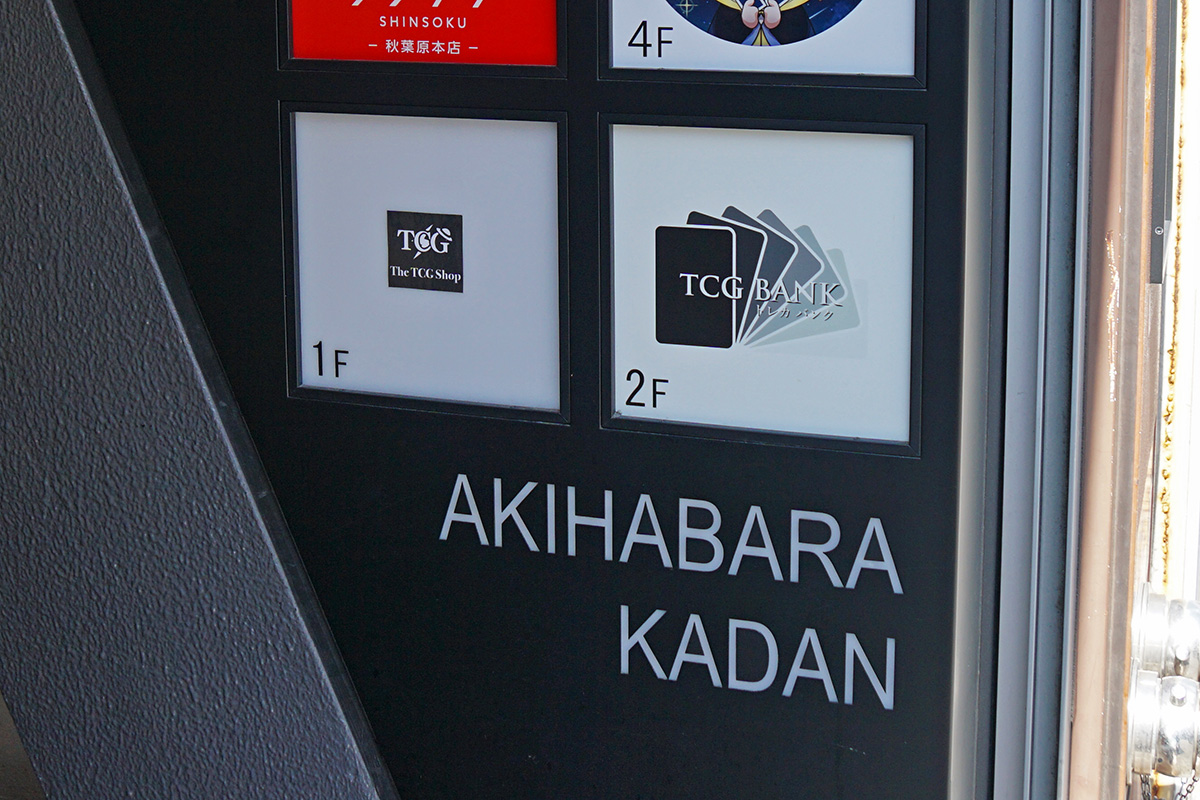 SHINSOKU
― 秋葉原本店 ―
4F
TCG
The TCG Shop
1F
TCG BANK
トレカ バンク
2F
AKIHABARA
KADAN